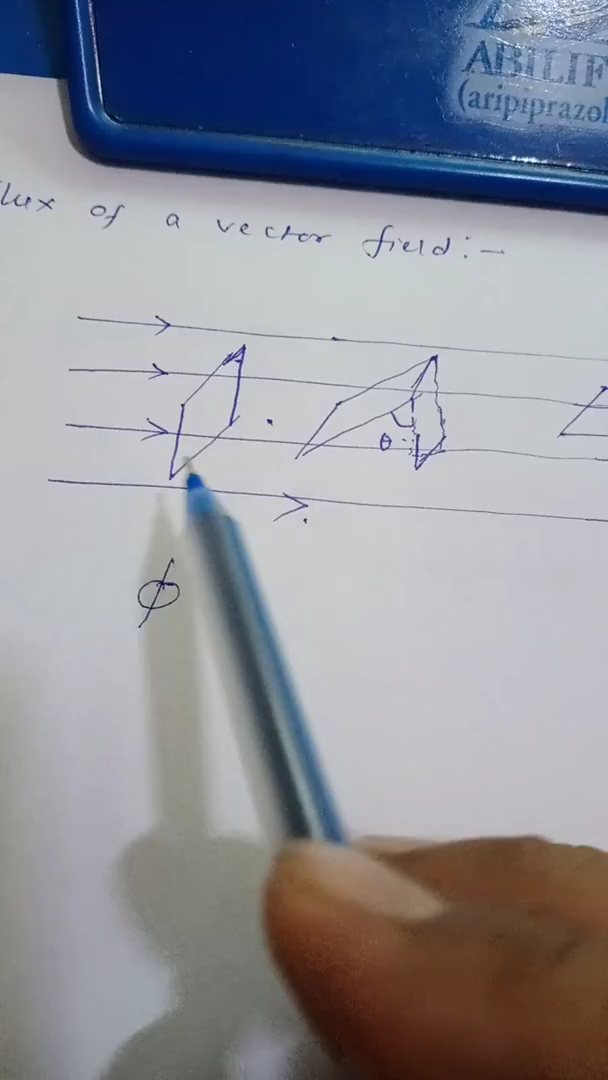 ABILIF
(aripiprazol
lux of a vector field:-
θ
ϕ